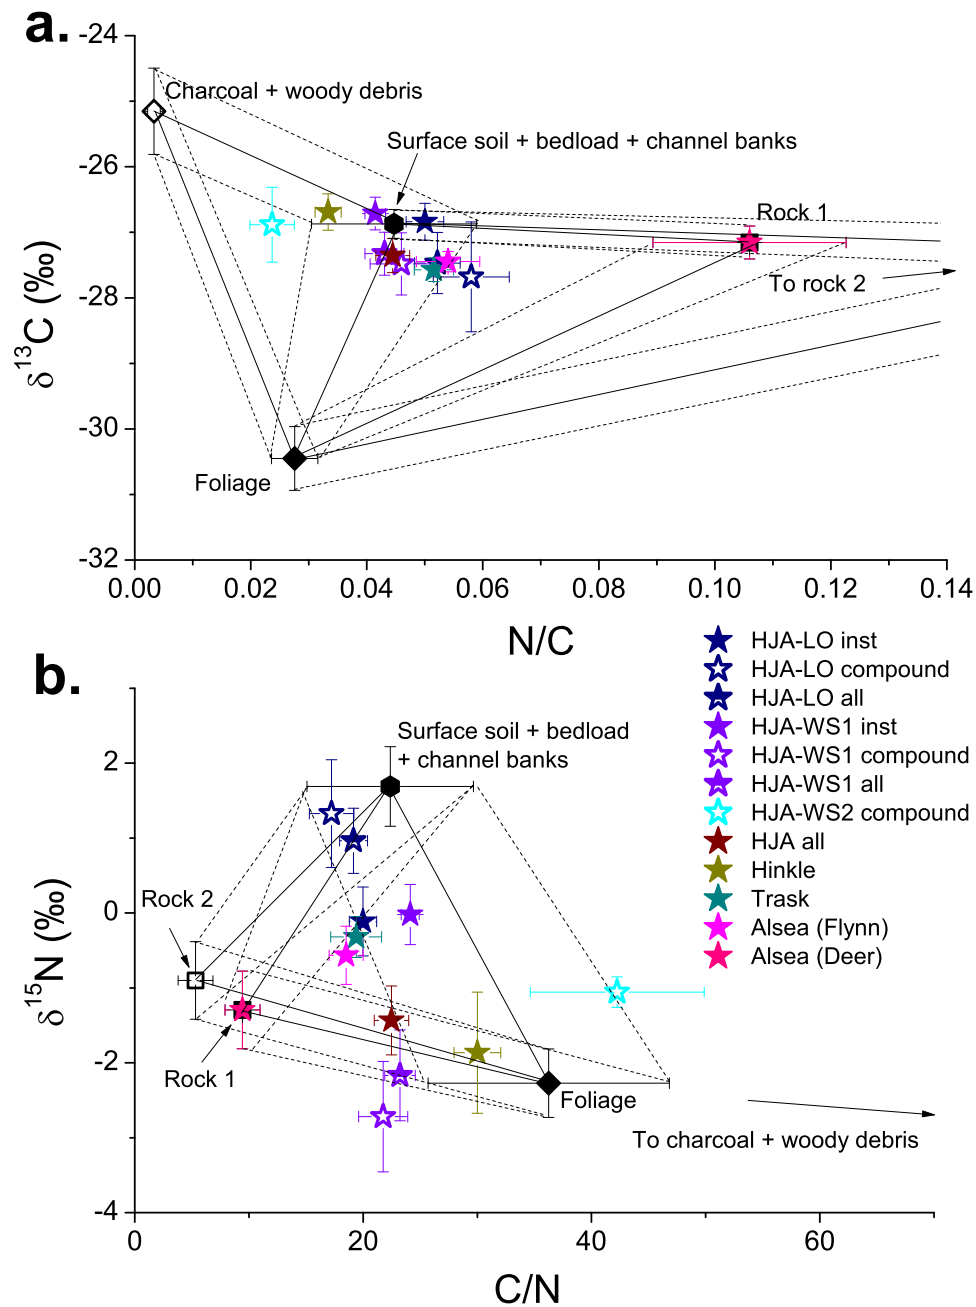 a.
-24
-26
-28
-30
-32
δ13C (‰)
Charcoal + woody debris
Surface soil + bedload + channel banks
Rock 1
To rock 2
Foliage
0.00 0.02 0.04 0.06 0.08 0.10 0.12 0.14
N/C
b.
2
0
-2
-4
δ15N (‰)
Surface soil + bedload
+ channel banks
Rock 2
Rock 1
Foliage
To charcoal + woody debris
HJA-LO inst
HJA-LO compound
HJA-LO all
HJA-WS1 inst
HJA-WS1 compound
HJA-WS1 all
HJA-WS2 compound
HJA all
Hinkle
Trask
Alsea (Flynn)
Alsea (Deer)
0 20 40 60
C/N